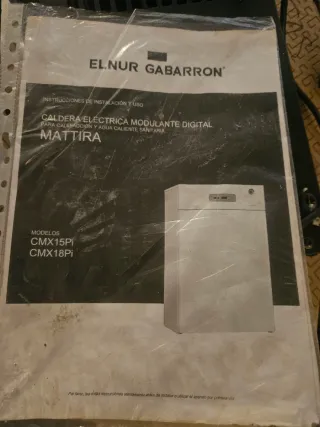 ELNUR GABARRON
INSTRUCCIONES DE INSTALACIÓN Y USO
CALDERA ELÉCTRICA MODULANTE DIGITAL
PARA CALEFACCIÓN Y AGUA CALIENTE SANITARIA
MATTIRA
MODELOS
CMX15Pi
CMX18Pi